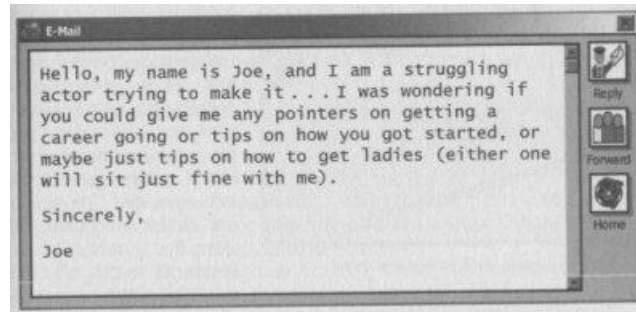 E-Mail
Hello, my name is Joe, and I am a struggling
actor trying to make it...I was wondering if
you could give me any pointers on getting a
career going or tips on how you got started, or
maybe just tips on how to get ladies (either one
will sit just fine with me).
Sincerely,
Joe
Reply
Forward
Home